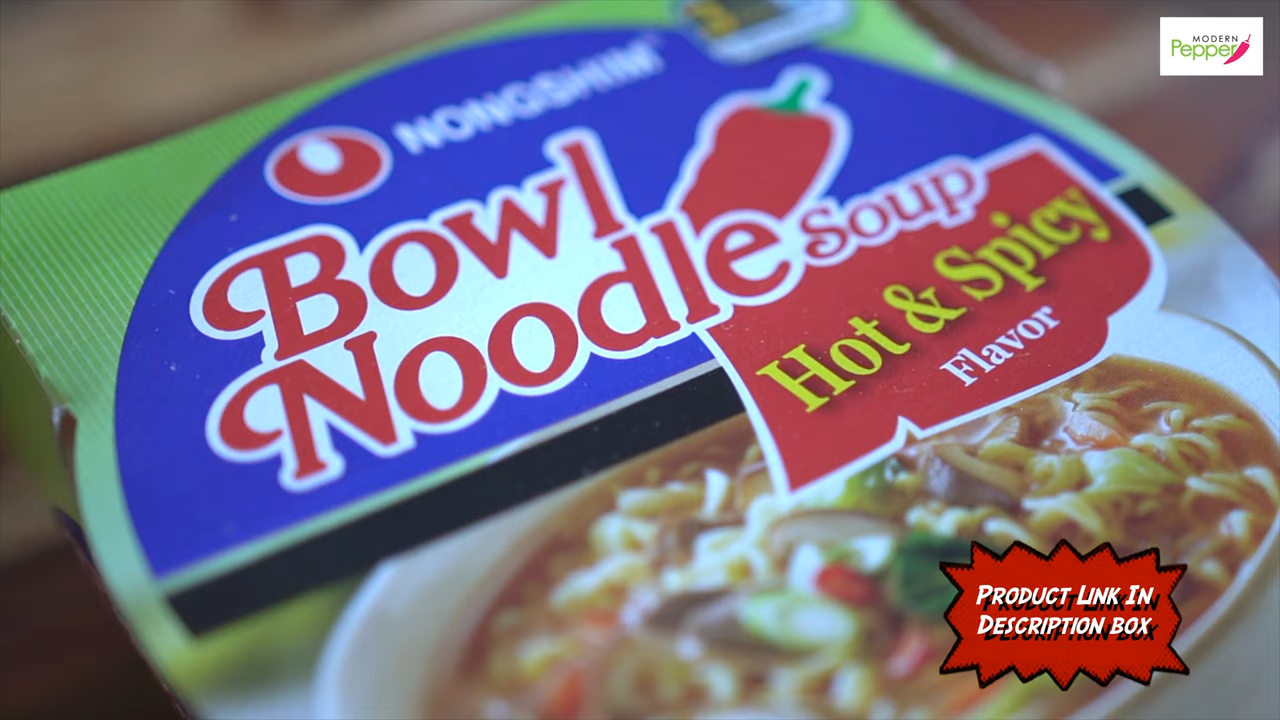 MODERN
Pepper
NONGSHIM
Bowl
Noodle Soup
Hot & Spicy
Flavor
PRODUCT LINK IN
DESCRIPTION BOX